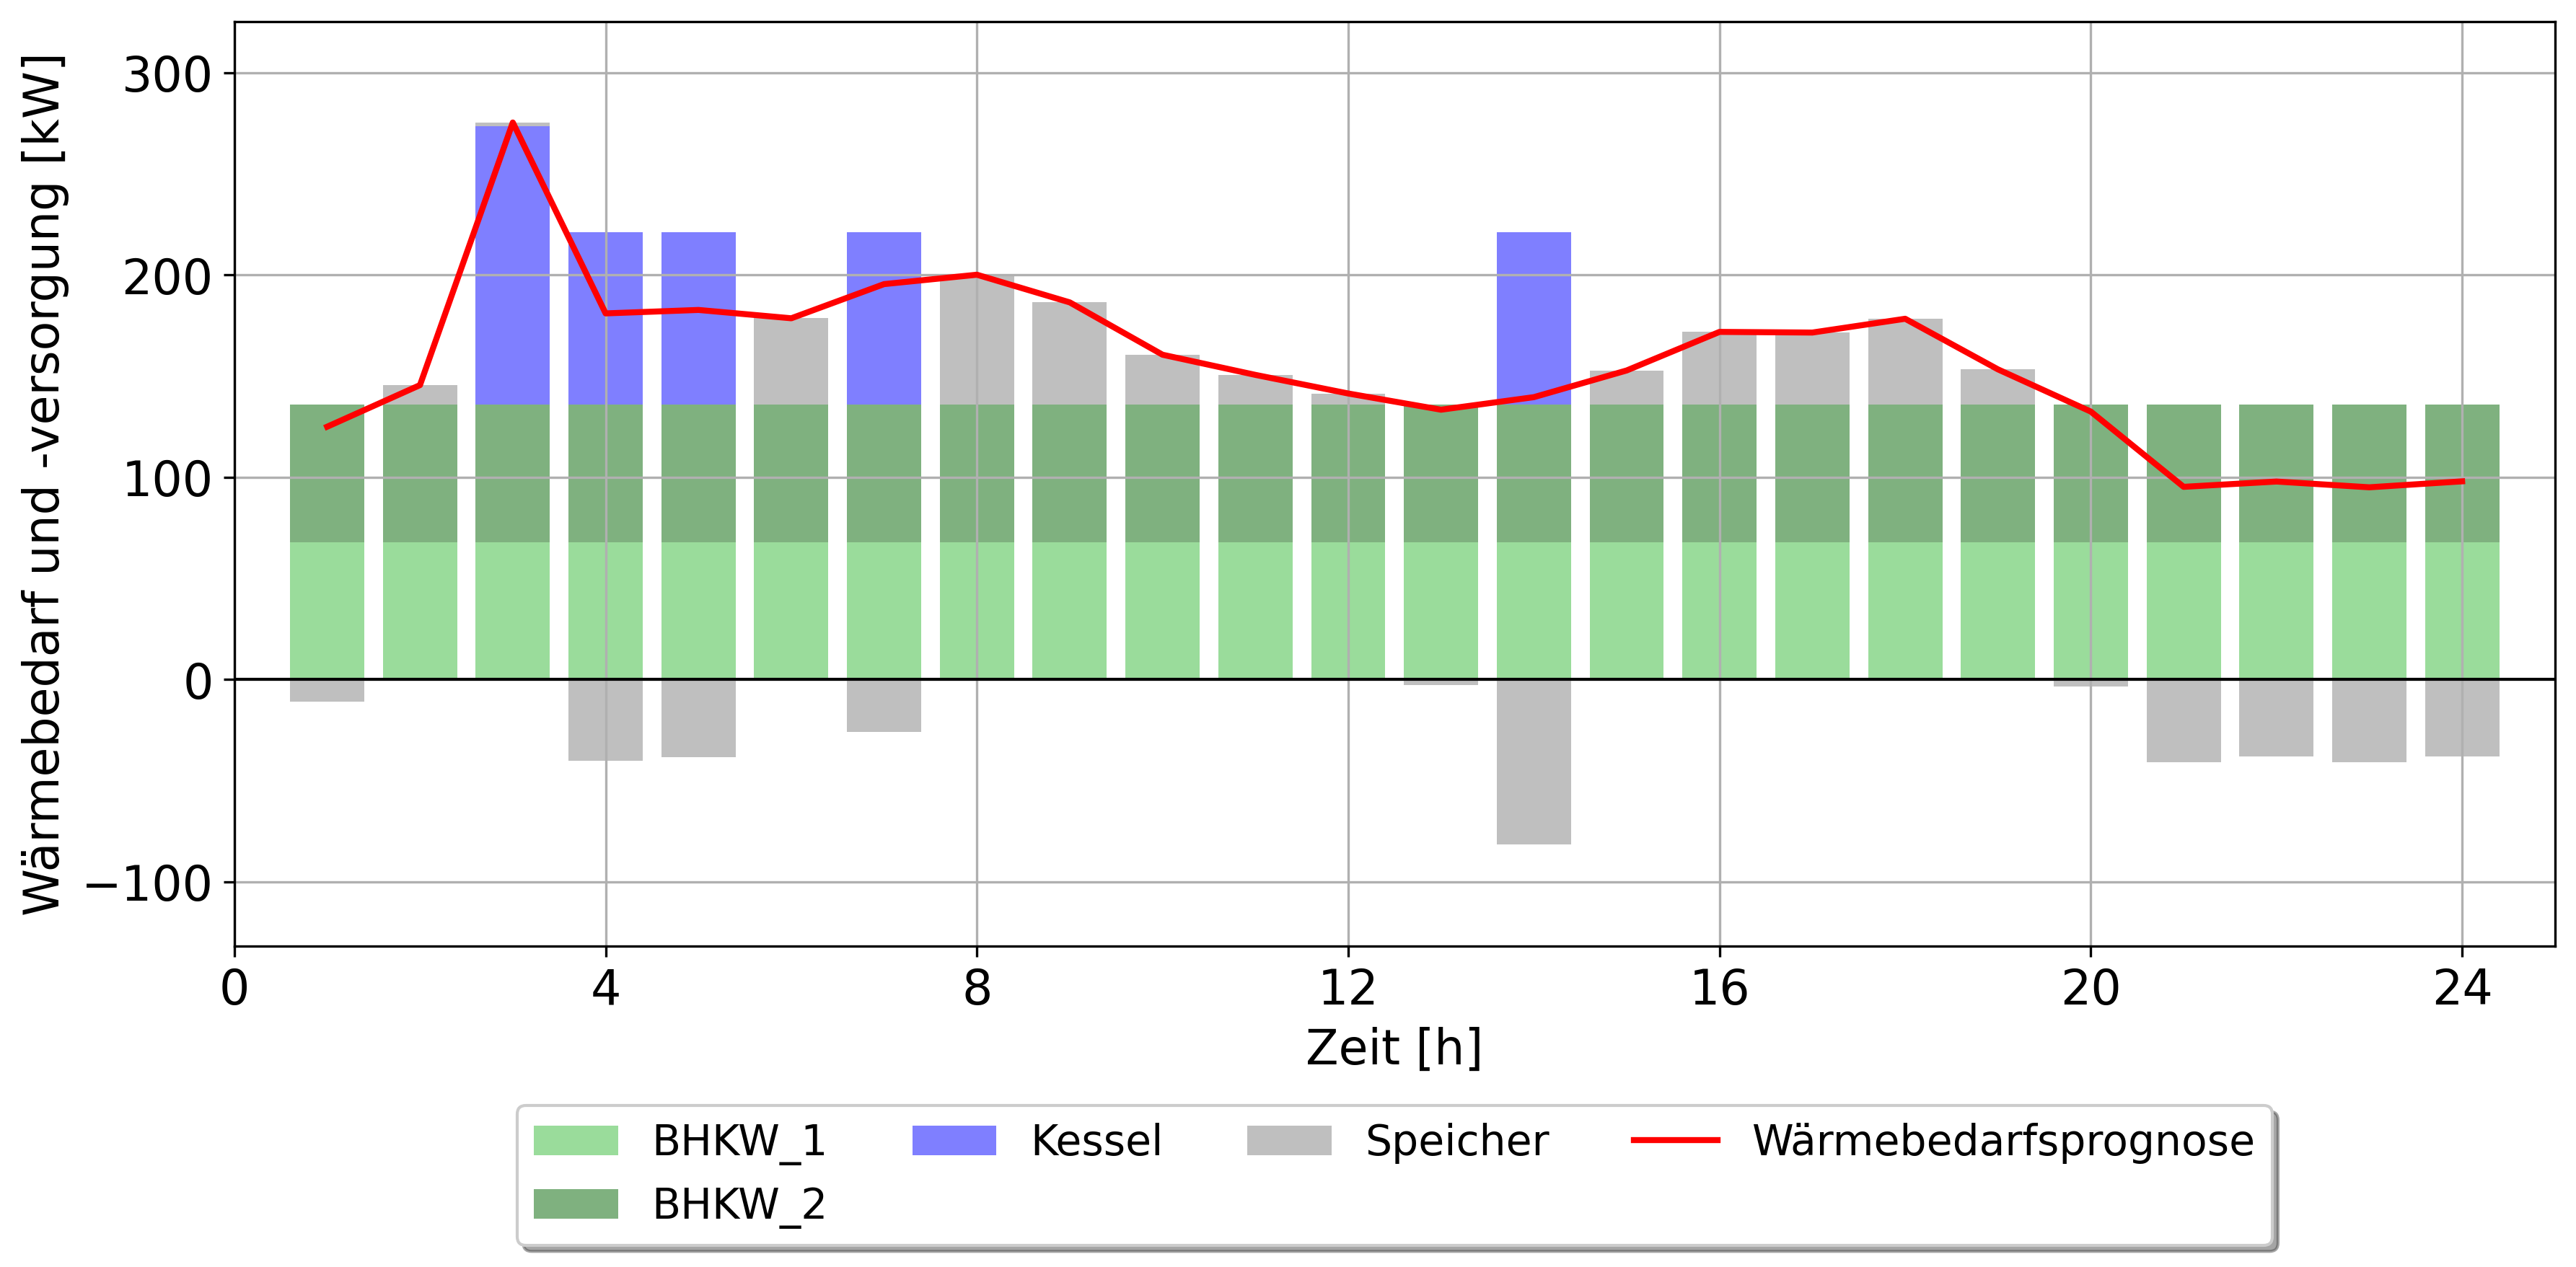 Wärmebedarf und -versorgung [kW]
300
200
100
0
−100
0 4 8 12 16 20 24
Zeit [h]
BHKW_1 Kessel Speicher Wärmebedarfsprognose
BHKW_2